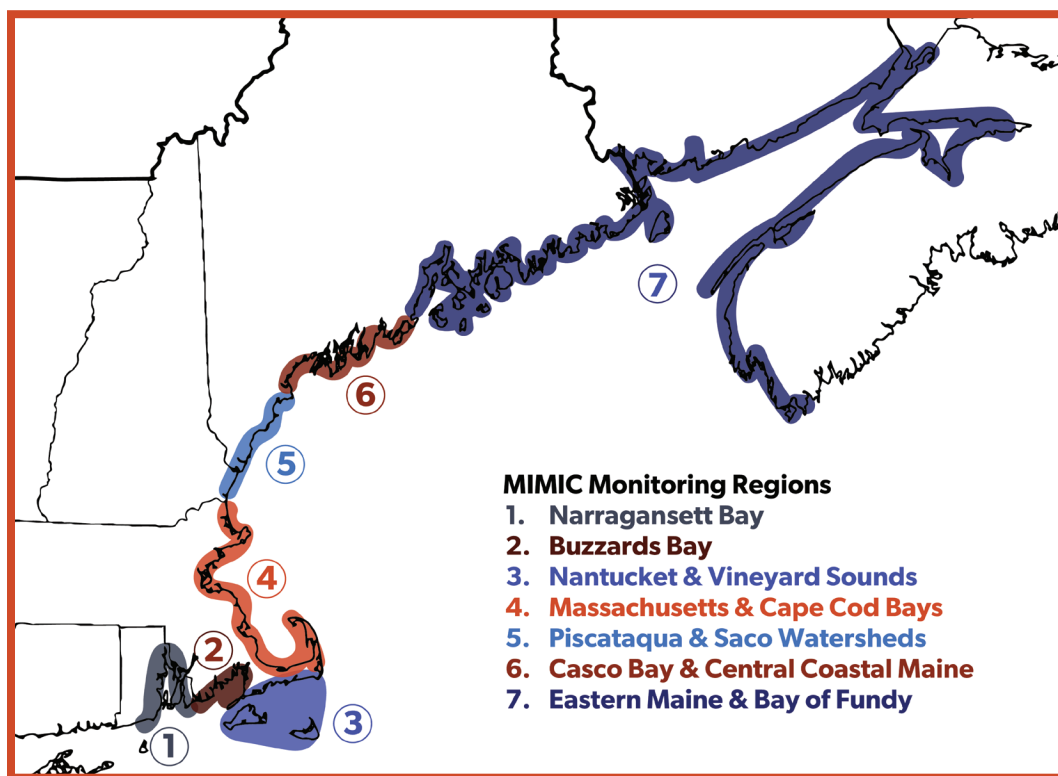 7
6
5
MIMIC Monitoring Regions
1. Narragansett Bay
2. Buzzards Bay
3. Nantucket & Vineyard Sounds
4. Massachusetts & Cape Cod Bays
5. Piscataqua & Saco Watersheds
6. Casco Bay & Central Coastal Maine
7. Eastern Maine & Bay of Fundy
4
2
3
1